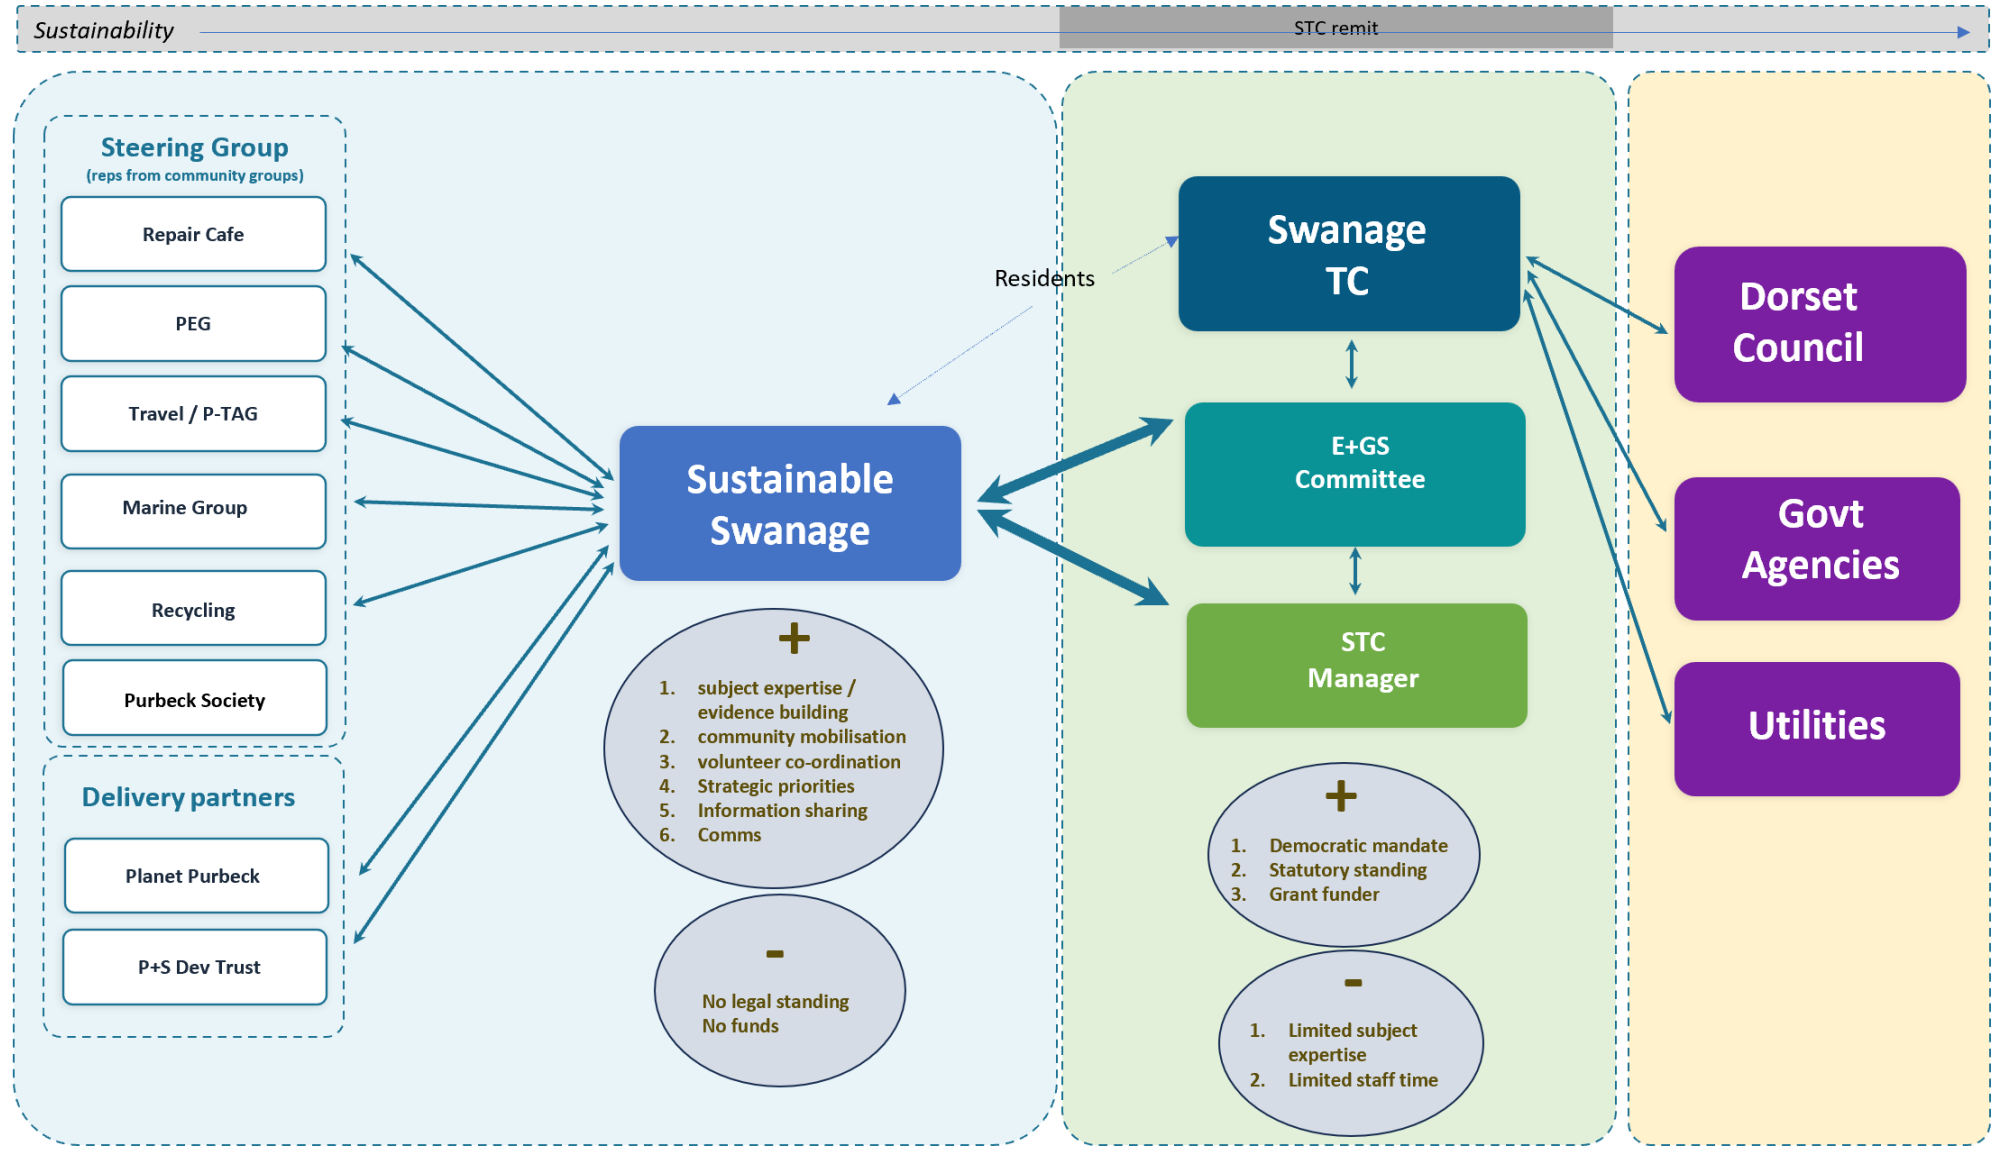 Sustainability
STC remit
Steering Group
(reps from community groups)
Repair Cafe
PEG
Travel / P-TAG
Marine Group
Recycling
Purbeck Society
Delivery partners
Planet Purbeck
P+S Dev Trust
Residents
Sustainable
Swanage
+
1. subject expertise /
evidence building
2. community mobilisation
3. volunteer co-ordination
4. Strategic priorities
5. Information sharing
6. Comms
-
No legal standing
No funds
Swanage
TC
E+GS
Committee
STC
Manager
+
1. Democratic mandate
2. Statutory standing
3. Grant funder
-
1. Limited subject
expertise
2. Limited staff time
Dorset
Council
Govt
Agencies
Utilities